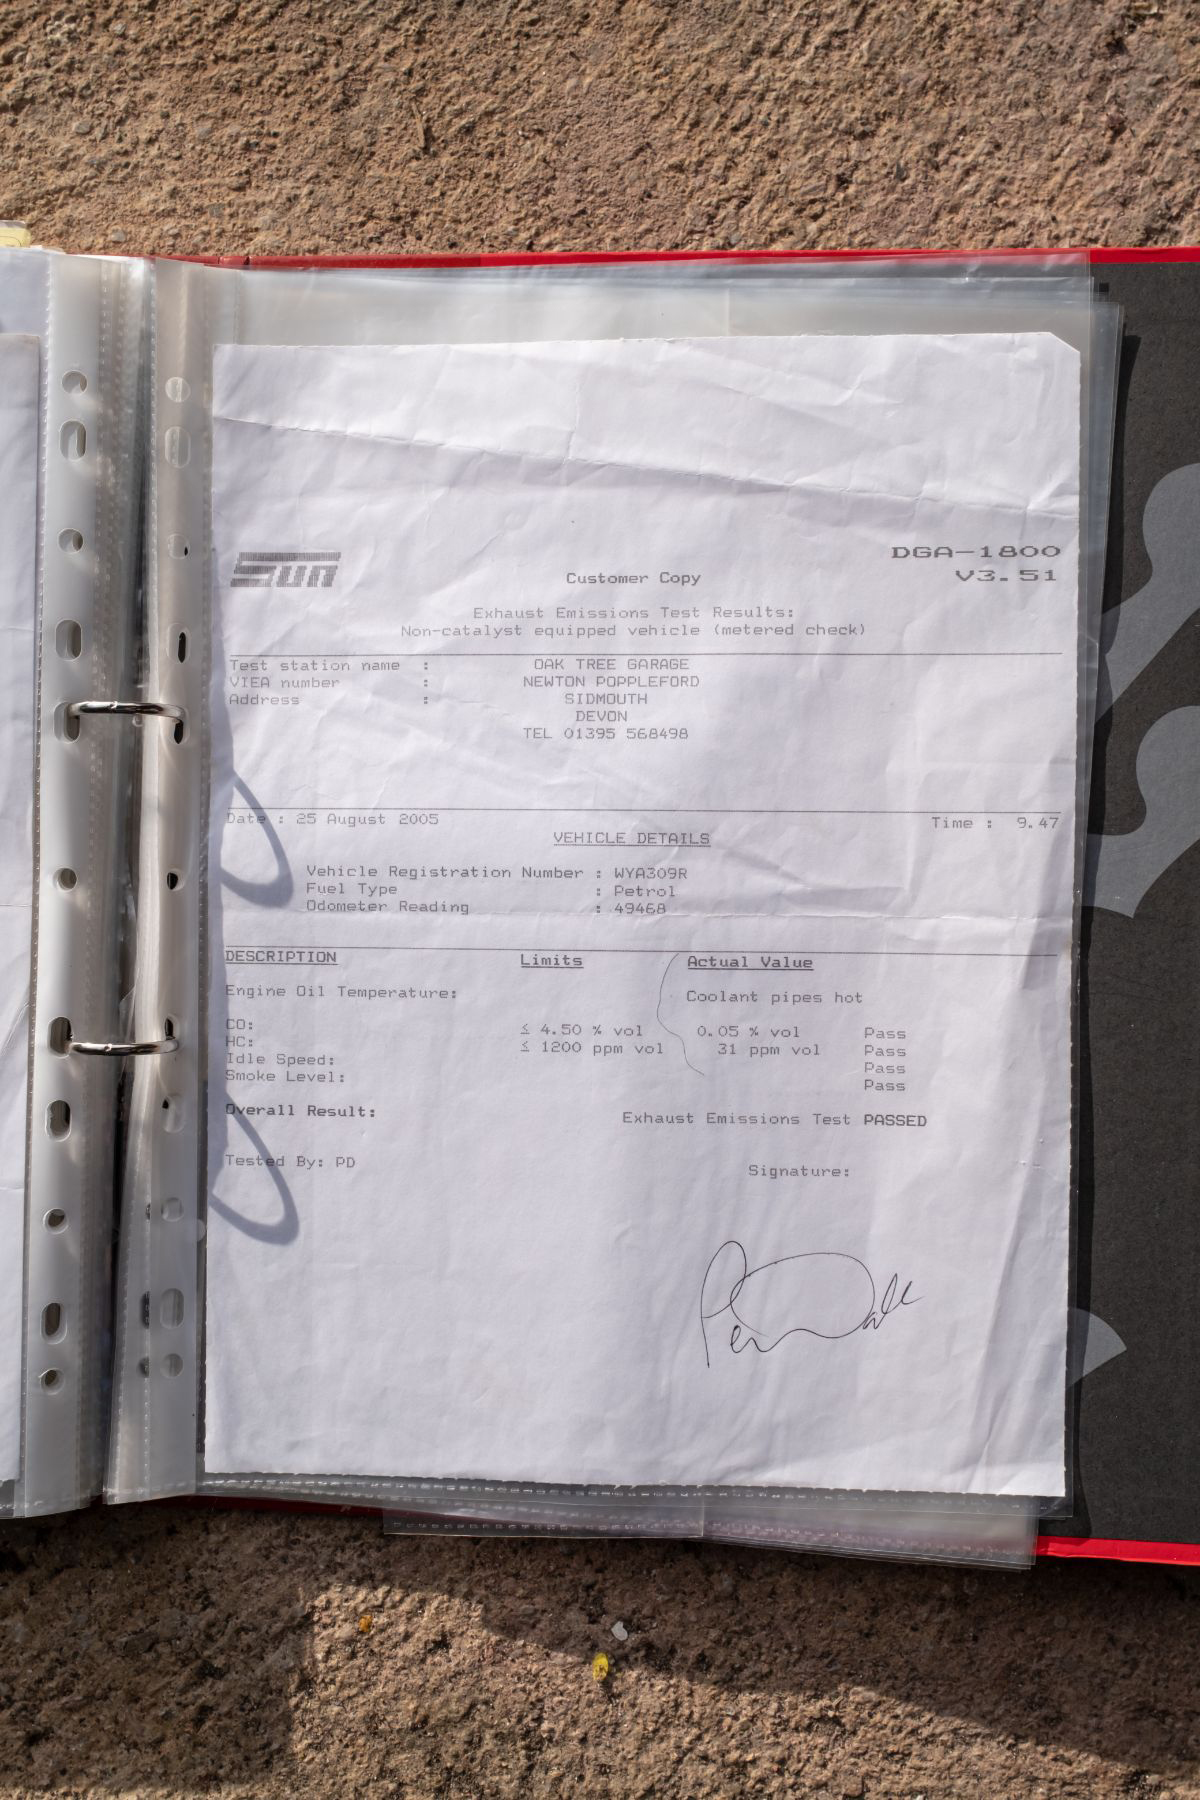 Sun
DGA-1800
Customer Copy
V3.51
Exhaust Emissions Test Results:
Non-catalyst equipped vehicle (metered check)
Test station name : OAK TREE GARAGE
VIEA number : NEWTON POPPLEFORD
Address : SIDMOUTH
DEVON
TEL 01395 568498
Date : 25 August 2005 Time : 9.47
VEHICLE DETAILS
Vehicle Registration Number : WYA309R
Fuel Type : Petrol
Odometer Reading : 49468
DESCRIPTION Limits Actual Value
Engine Oil Temperature: Coolant pipes hot
CO: ≤ 4.50 % vol 0.05 % vol Pass
HC: ≤ 1200 ppm vol 31 ppm vol Pass
Idle Speed: Pass
Smoke Level: Pass
Overall Result: Exhaust Emissions Test PASSED
Tested By: PD Signature: